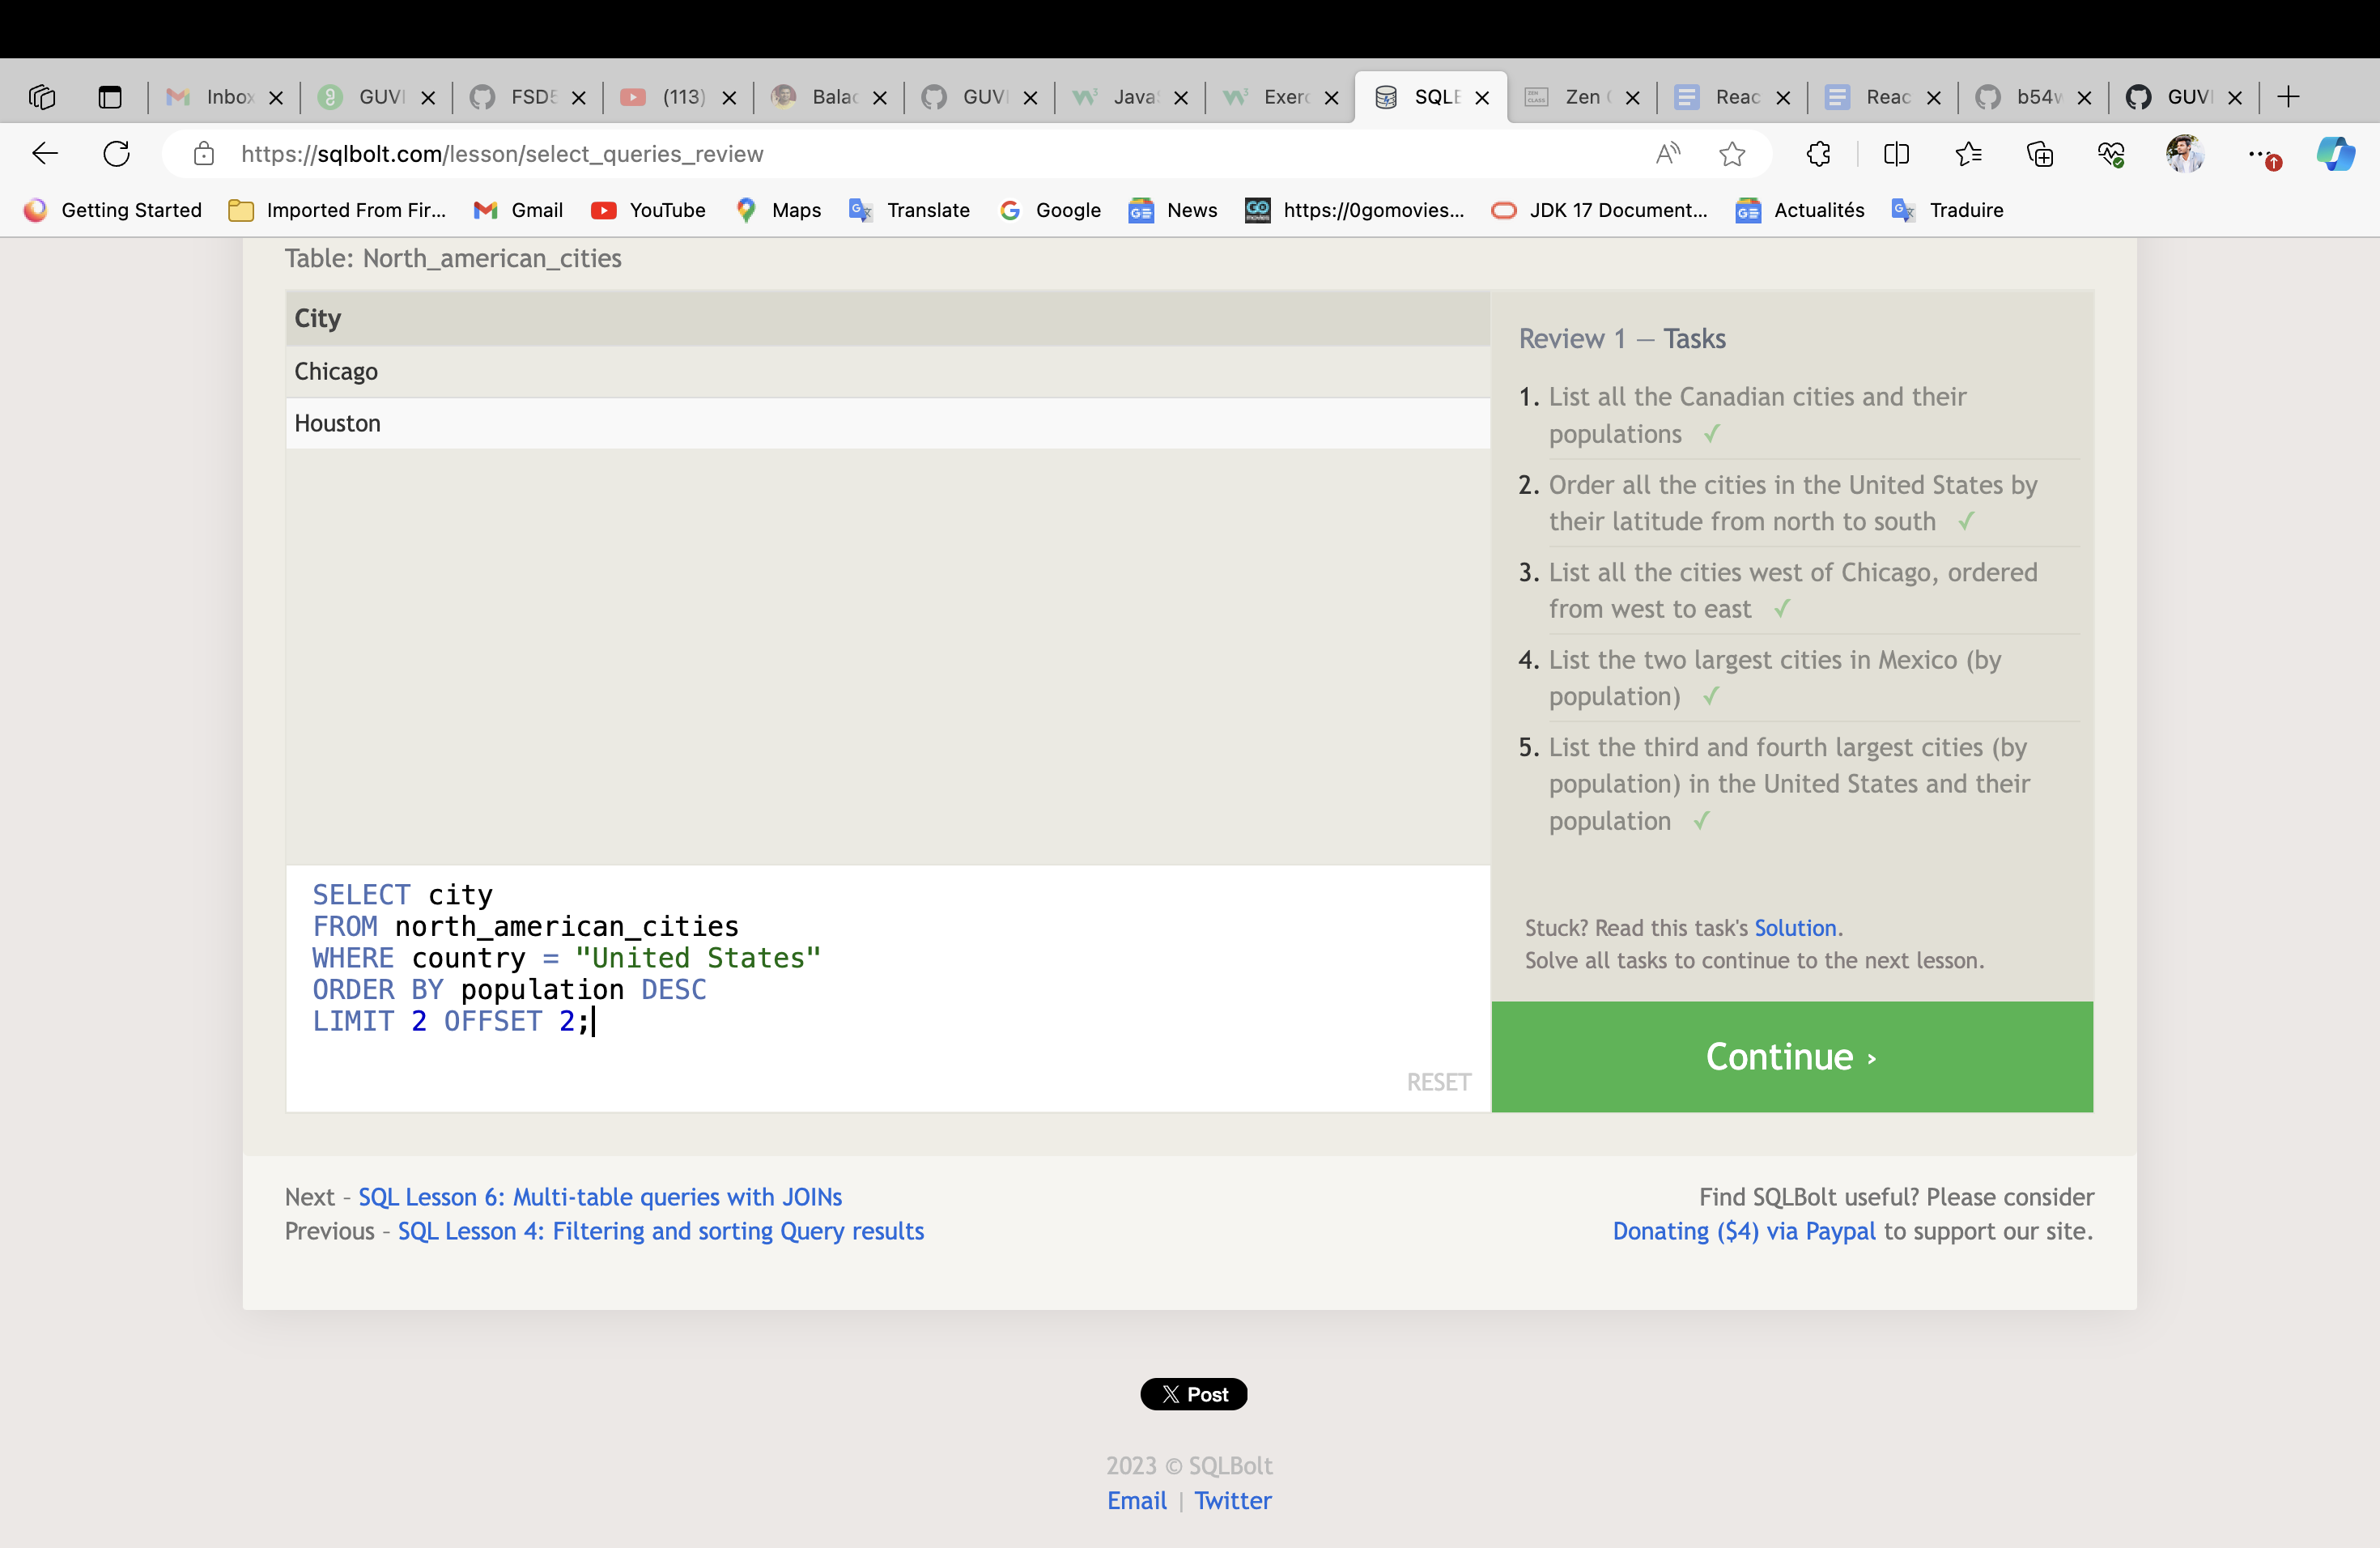 Inbox
GUVI
FSD5
(113)
Balac
GUVI
Java
Exerc
SQLB
Zen
Reac
Reac
b54w
GUVI
https://sqlbolt.com/lesson/select_queries_review
Getting Started
Imported From Fir...
Gmail
YouTube
Maps
Translate
Google
News
https://0gomovies...
JDK 17 Document...
Actualités
Traduire
Table: North_american_cities
City
Chicago
Houston
Review 1 — Tasks
1. List all the Canadian cities and their
populations ✓
2. Order all the cities in the United States by
their latitude from north to south ✓
3. List all the cities west of Chicago, ordered
from west to east ✓
4. List the two largest cities in Mexico (by
population) ✓
5. List the third and fourth largest cities (by
population) in the United States and their
population ✓
SELECT city
FROM north_american_cities
WHERE country = "United States"
ORDER BY population DESC
LIMIT 2 OFFSET 2;
RESET
Stuck? Read this task's Solution.
Solve all tasks to continue to the next lesson.
Continue ›
Next – SQL Lesson 6: Multi-table queries with JOINs
Previous – SQL Lesson 4: Filtering and sorting Query results
Find SQLBolt useful? Please consider
Donating ($4) via Paypal to support our site.
X Post
2023 © SQLBolt
Email | Twitter